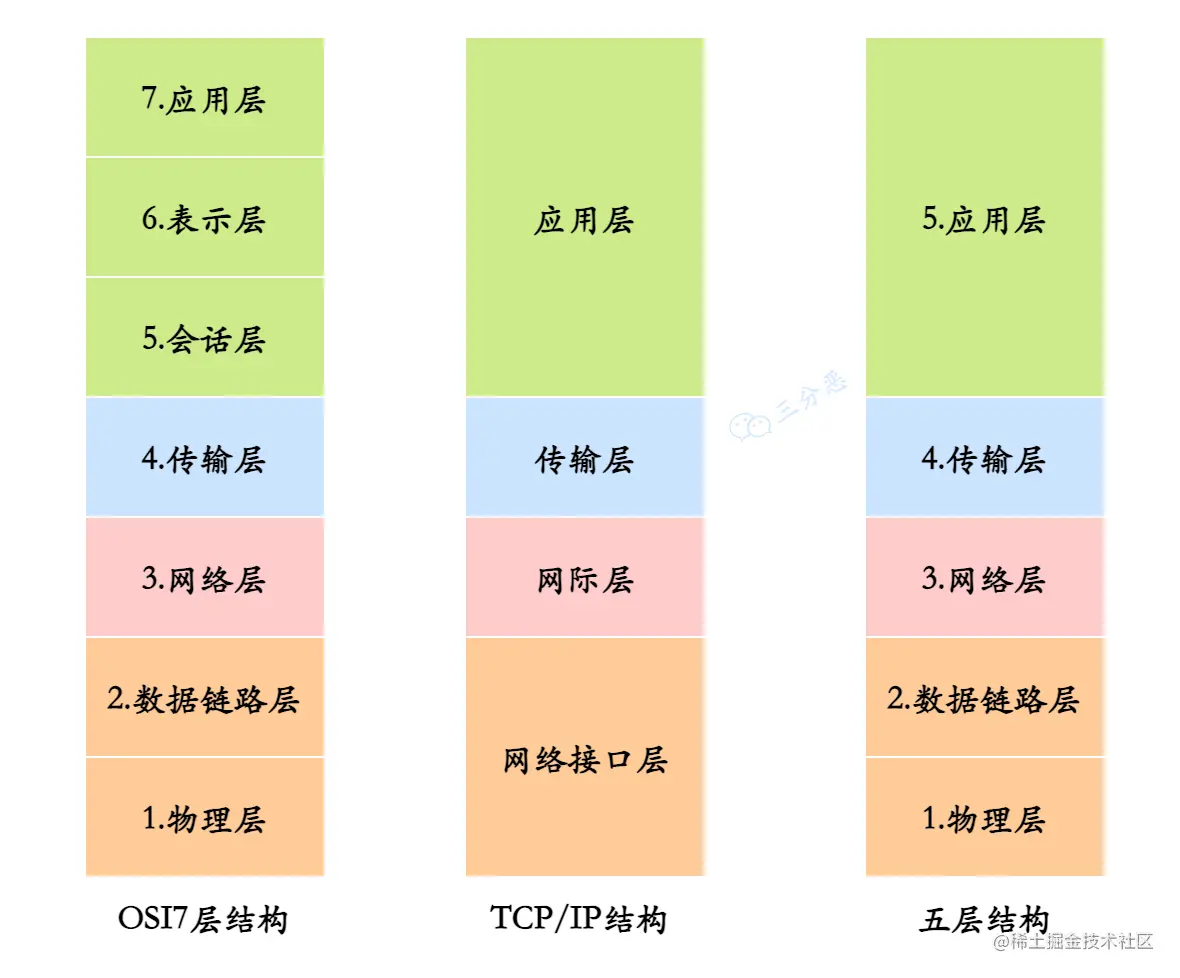 7.应用层
6.表示层
5.会话层
4.传输层
3.网络层
2.数据链路层
1.物理层
OSI7层结构
应用层
传输层
网际层
网络接口层
TCP/IP结构
三分恶
5.应用层
4.传输层
3.网络层
2.数据链路层
1.物理层
五层结构
@稀土掘金技术社区